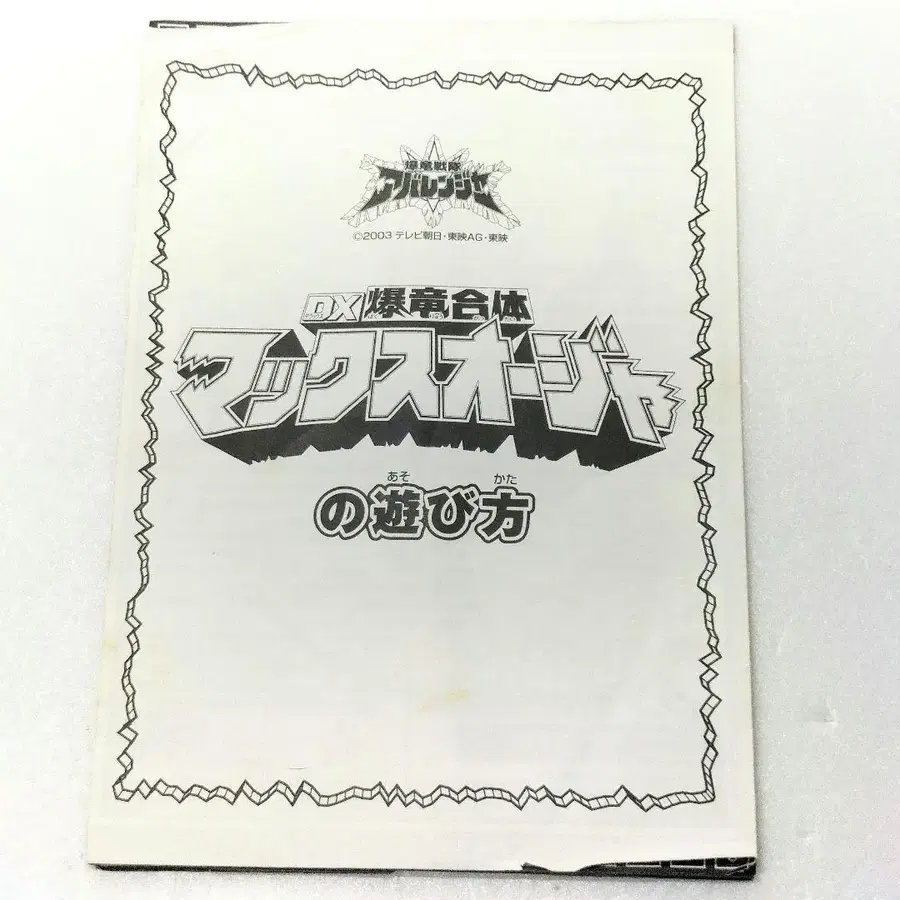 爆竜戦隊
アバレンジャー
©2003 テレビ朝日・東映AG・東映
DX爆竜合体
マックスオージャ
の遊び方
あそ
かた